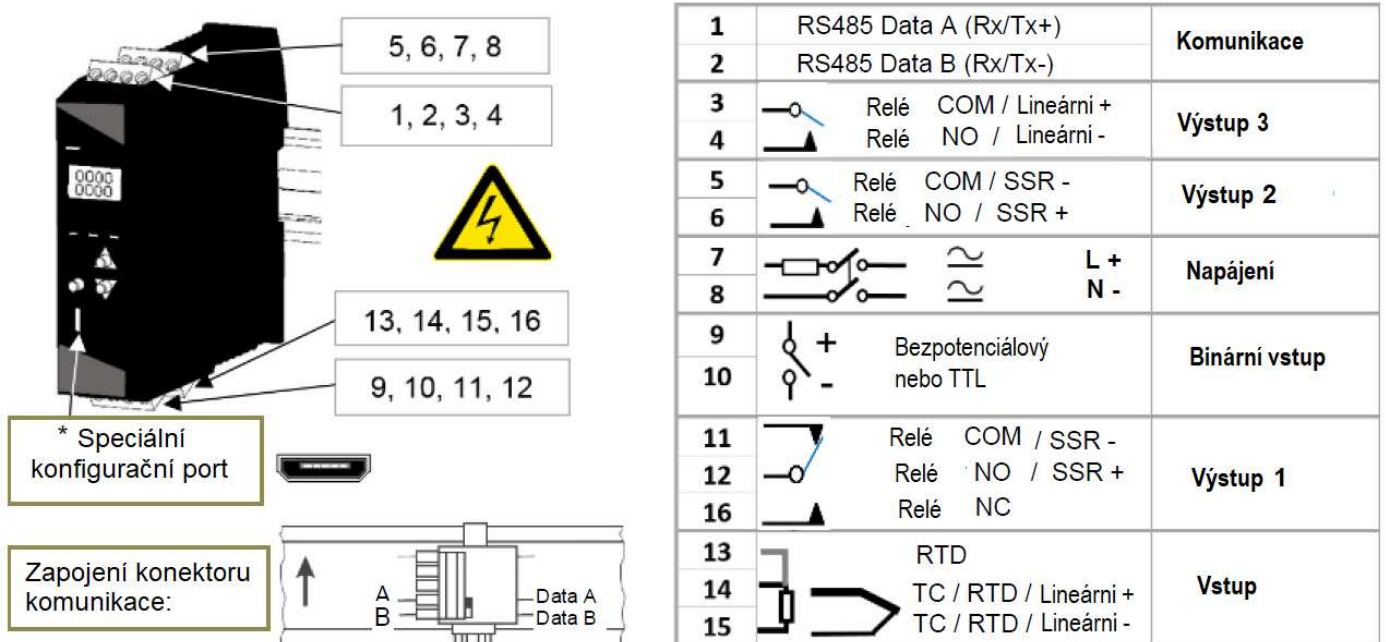 5, 6, 7, 8
1, 2, 3, 4
0000
0000
13, 14, 15, 16
9, 10, 11, 12
* Speciální
konfigurační port
Zapojení konektoru
komunikace:
A
B
Data A
Data B
1 RS485 Data A (Rx/Tx+) Komunikace
2 RS485 Data B (Rx/Tx-)
3 Relé COM / Lineární + Výstup 3
4 Relé NO / Lineární -
5 Relé COM / SSR - Výstup 2
6 Relé NO / SSR +
7 L + Napájení
8 N -
9 + Bezpotenciálový Binární vstup
10 - nebo TTL
11 Relé COM / SSR - Výstup 1
12 Relé NO / SSR +
16 Relé NC
13 RTD Vstup
14 TC / RTD / Lineární +
15 TC / RTD / Lineární -